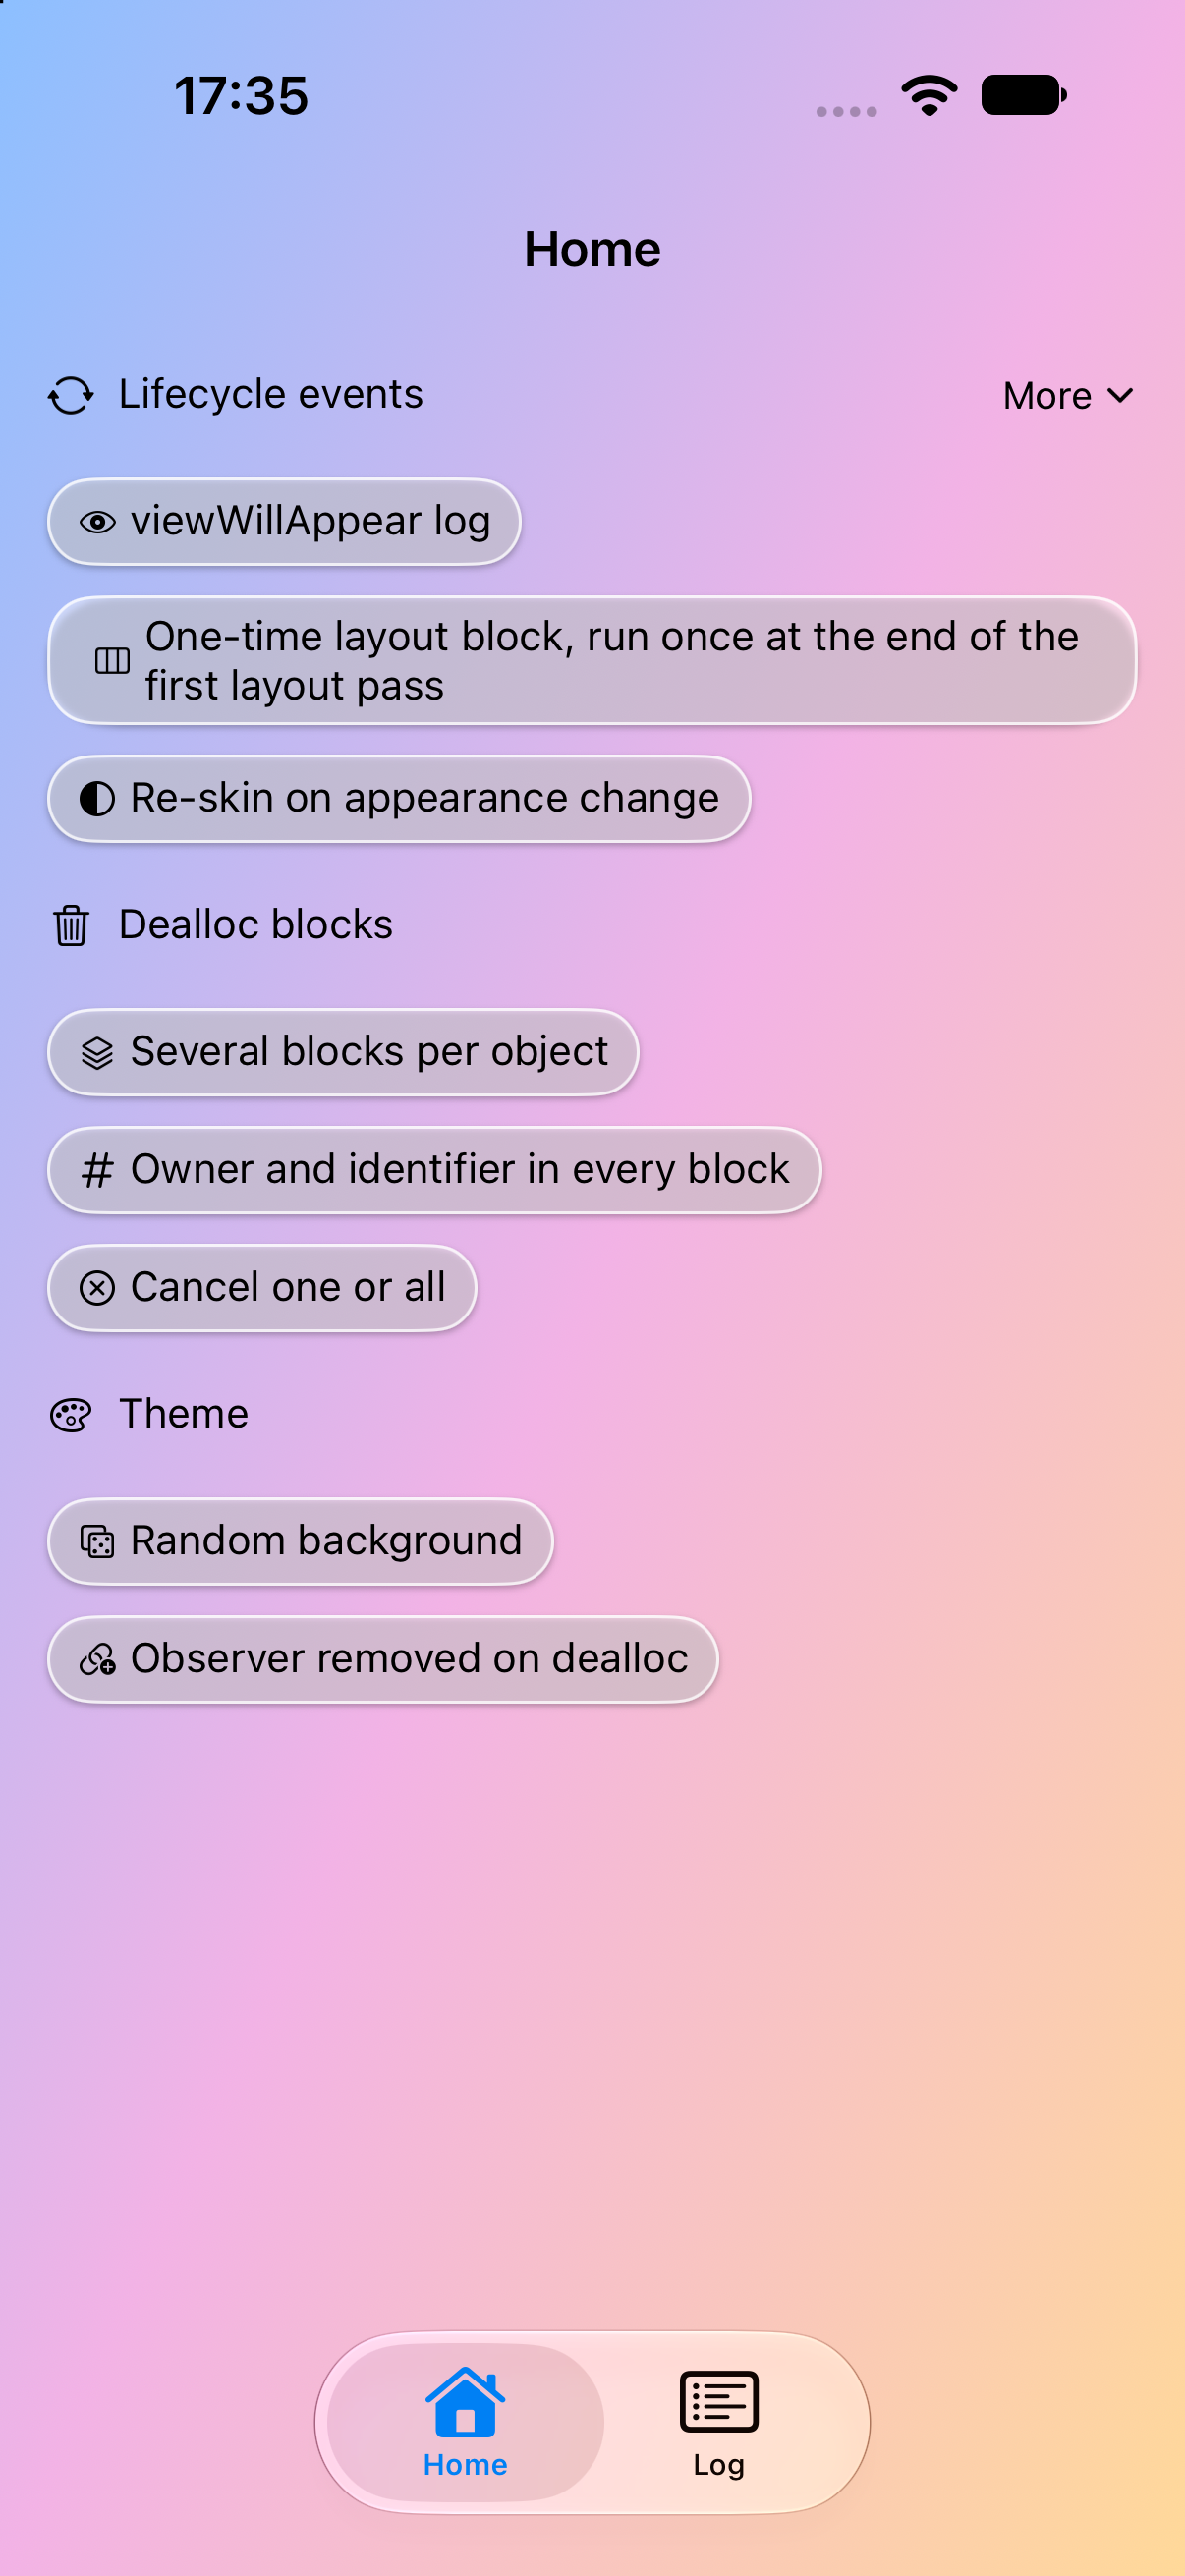 17:35
Home
Lifecycle events
More
viewWillAppear log
One-time layout block, run once at the end of the
first layout pass
Re-skin on appearance change
Dealloc blocks
Several blocks per object
Owner and identifier in every block
Cancel one or all
Theme
Random background
Observer removed on dealloc
Home
Log